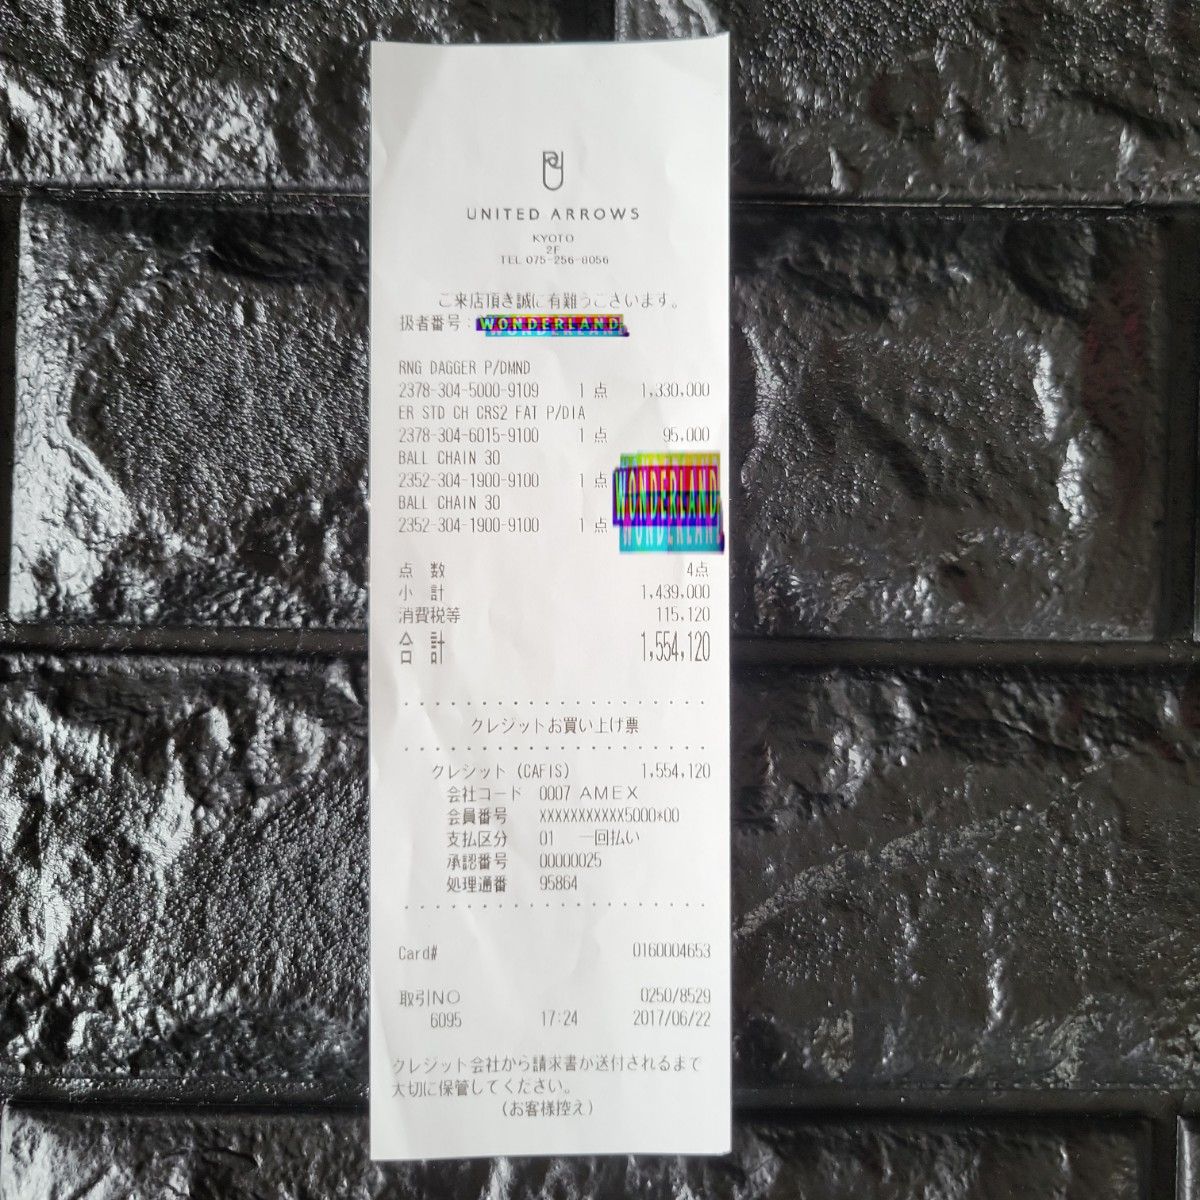 UNITED ARROWS
KYOTO
2F
TEL 075-256-8056
ご来店頂き誠に有難うございます。
扱者番号: WONDERLAND
RNG DAGGER P/DMND
2378-304-5000-9109 1点 1,330,000
ER STD CH CRS2 FAT P/DIA
2378-304-6015-9100 1点 95,000
BALL CHAIN 30
2352-304-1900-9100 1点 WONDERLAND
BALL CHAIN 30
2352-304-1900-9100 1点
点 数 4点
小 計 1,439,000
消費税等 115,120
合 計 1,554,120
クレジットお買い上げ票
クレジット(CAFIS) 1,554,120
会社コード 0007 AMEX
会員番号 XXXXXXXXXXX5000*00
支払区分 01 一回払い
承認番号 00000025
処理通番 95864
Card# 0160004653
取引NO 0250/8529
6095 17:24 2017/06/22
クレジット会社から請求書が送付されるまで
大切に保管してください。
(お客様控え)